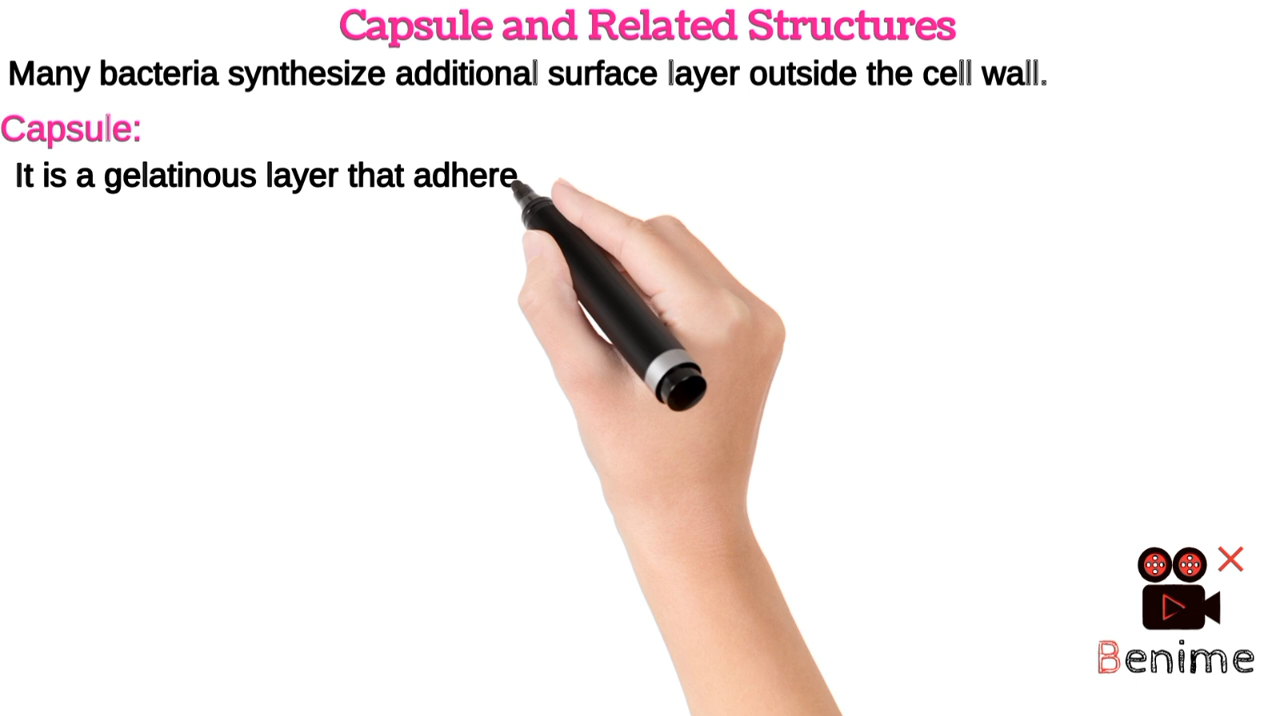 Capsule and Related Structures
Many bacteria synthesize additional surface layer outside the cell wall.
Capsule:
It is a gelatinous layer that adhere
Benime